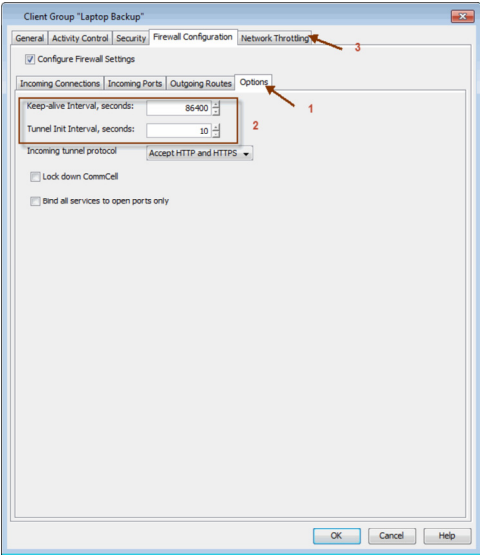 Client Group "Laptop Backup"
General Activity Control Security Firewall Configuration Network Throttling
3
Configure Firewall Settings
Incoming Connections Incoming Ports Outgoing Routes Options
1
Keep-alive Interval, seconds: 86400
2
Tunnel Init Interval, seconds: 10
Incoming tunnel protocol Accept HTTP and HTTPS
Lock down CommCell
Bind all services to open ports only
OK Cancel Help